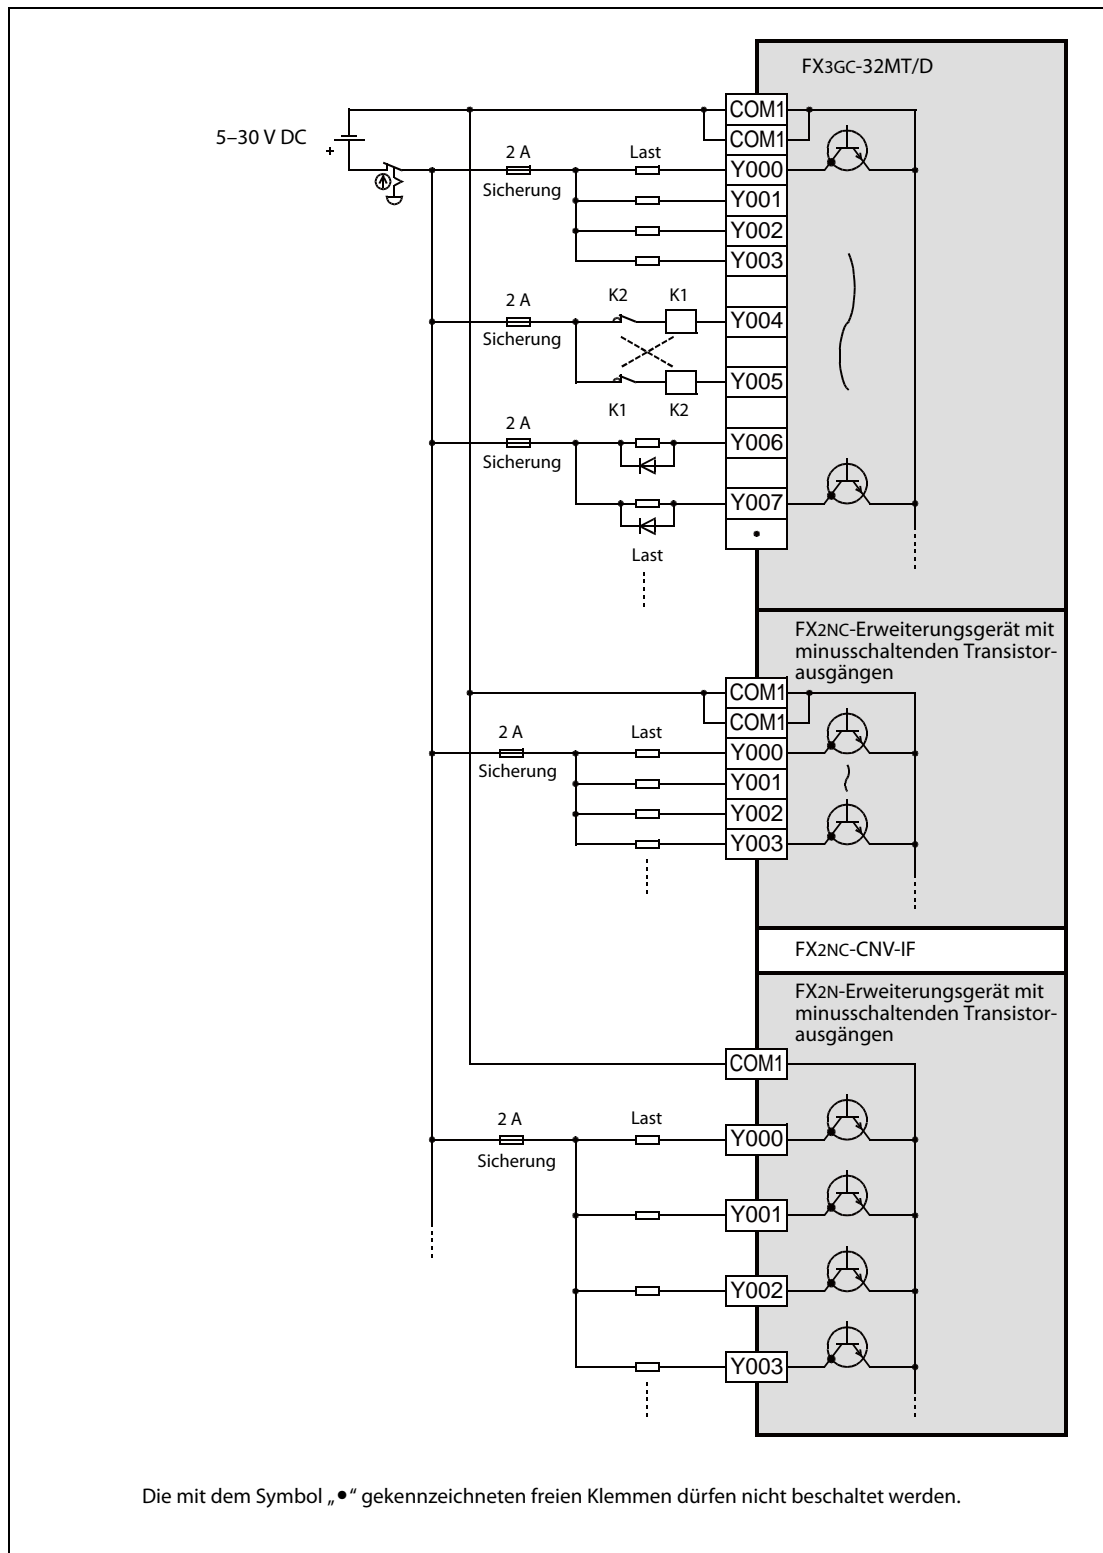 FX3GC-32MT/D
COM1
5–30 V DC
COM1
+
2 A
Last
Y000
Sicherung
Y001
Y002
Y003
2 A
K2
K1
Y004
Sicherung
Y005
K1
K2
2 A
Y006
Sicherung
Y007
•
Last
FX2NC-Erweiterungsgerät mit
minusschaltenden Transistor-
ausgängen
COM1
COM1
2 A
Last
Y000
Sicherung
Y001
Y002
Y003
FX2NC-CNV-IF
FX2N-Erweiterungsgerät mit
minusschaltenden Transistor-
ausgängen
COM1
2 A
Last
Y000
Sicherung
Y001
Y002
Y003
Die mit dem Symbol „•“ gekennzeichneten freien Klemmen dürfen nicht beschaltet werden.